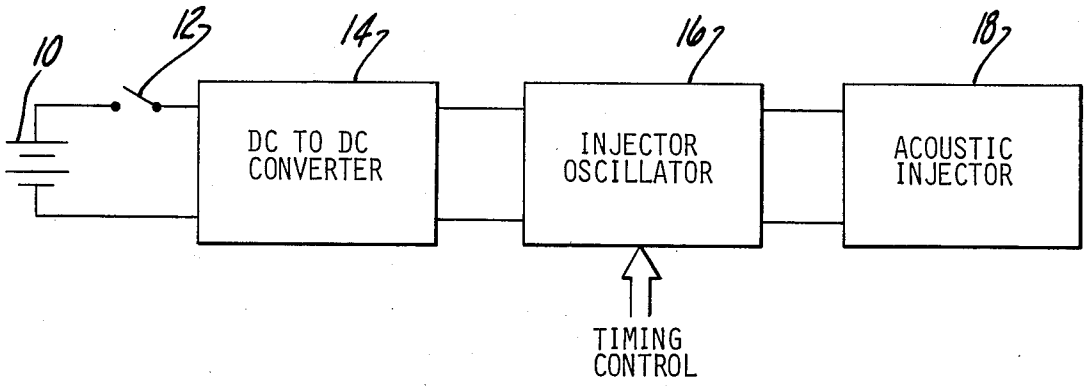 10
12
14
16
18
DC TO DC
CONVERTER
INJECTOR
OSCILLATOR
ACOUSTIC
INJECTOR
TIMING
CONTROL